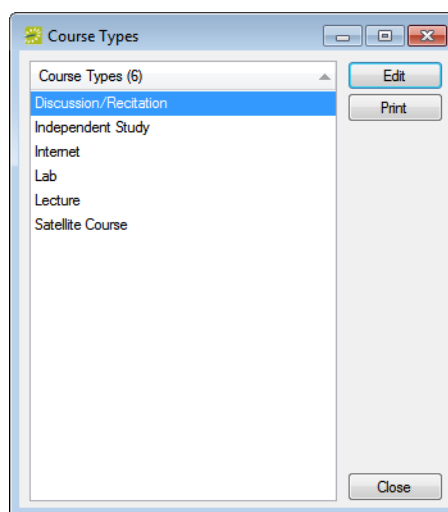 Course Types
Course Types (6)
Edit
Discussion/Recitation
Print
Independent Study
Internet
Lab
Lecture
Satellite Course
Close